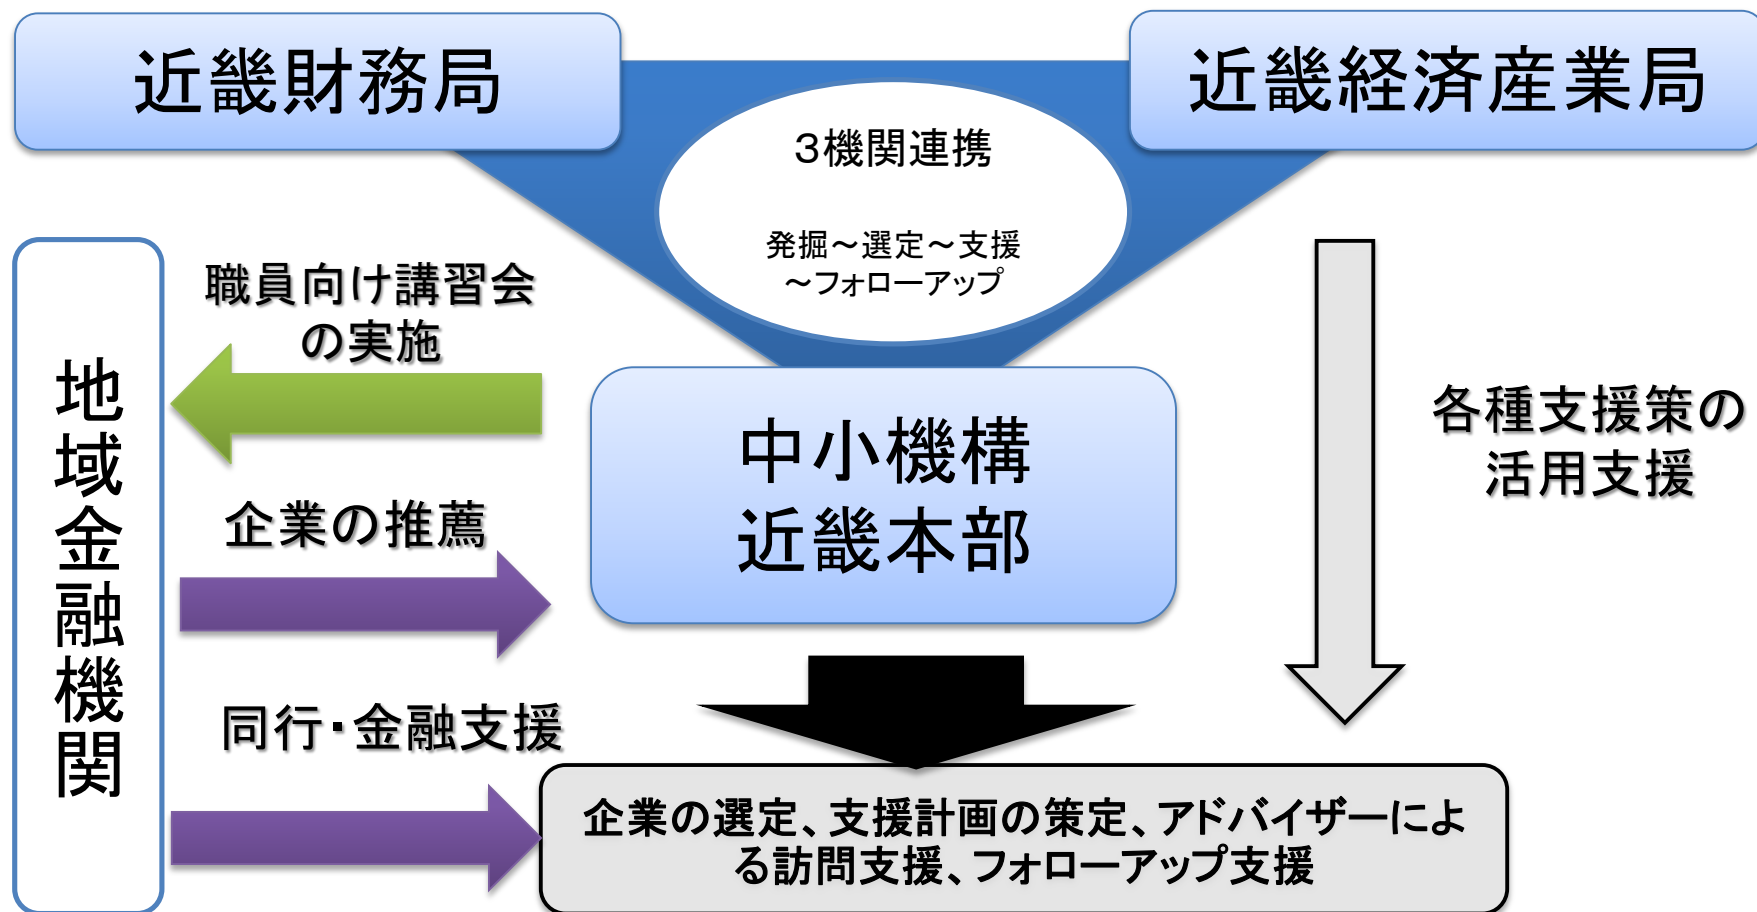 近畿財務局
近畿経済産業局
３機関連携
発掘～選定～支援
～フォローアップ
職員向け講習会
の実施
地域金融機関
企業の推薦
同行・金融支援
中小機構
近畿本部
各種支援策の
活用支援
企業の選定、支援計画の策定、アドバイザーによ
る訪問支援、フォローアップ支援